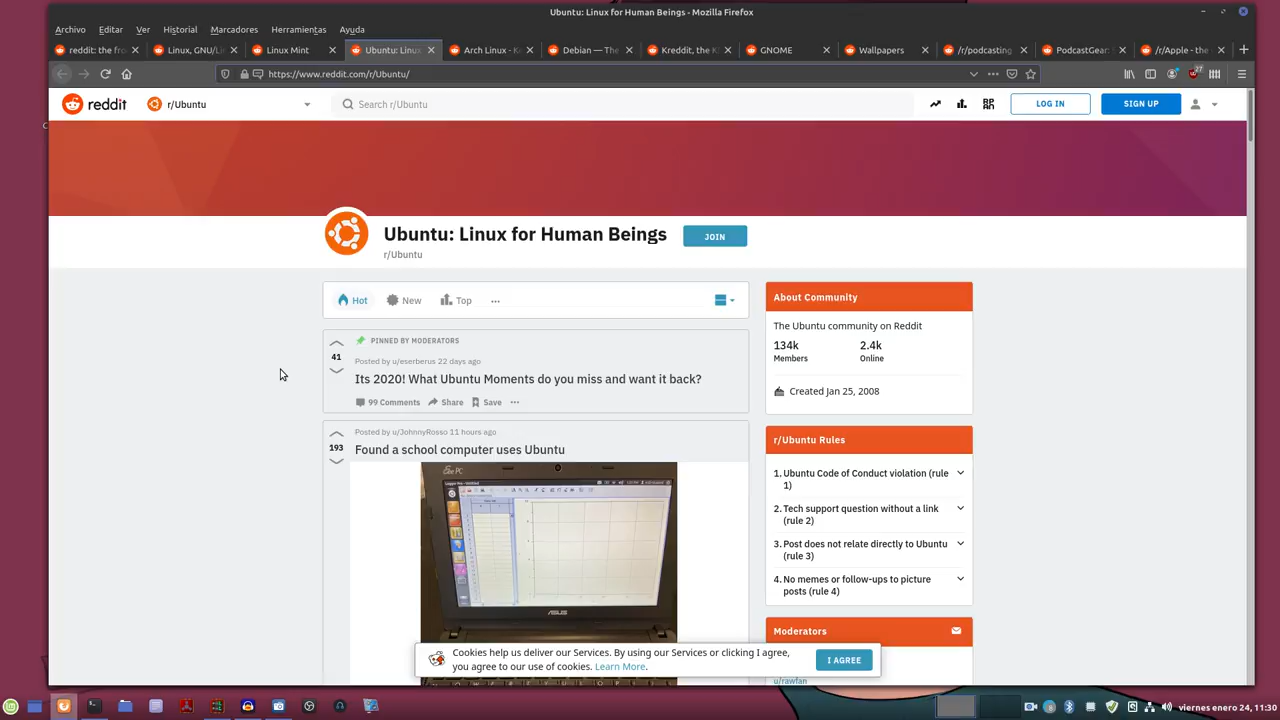 Ubuntu: Linux for Human Beings - Mozilla Firefox
Archivo Editar Ver Historial Marcadores Herramientas Ayuda
reddit: the fro Linux, GNU/Li Linux Mint Ubuntu: Linux Arch Linux - Debian — The Kreddit, the K GNOME Wallpapers /r/podcasting PodcastGear: S /r/Apple - the
https://www.reddit.com/r/Ubuntu/
27
reddit r/Ubuntu Search r/Ubuntu LOG IN SIGN UP
Ubuntu: Linux for Human Beings JOIN
r/Ubuntu
Hot New Top ...
PINNED BY MODERATORS
41
Posted by u/eserberus 22 days ago
Its 2020! What Ubuntu Moments do you miss and want it back?
99 Comments Share Save ...
Posted by u/JohnnyRosso 11 hours ago
193
Found a school computer uses Ubuntu
Eee PC
ASUS
About Community
The Ubuntu community on Reddit
134k 2.4k
Members Online
Created Jan 25, 2008
r/Ubuntu Rules
1. Ubuntu Code of Conduct violation (rule
1)
2. Tech support question without a link
(rule 2)
3. Post does not relate directly to Ubuntu
(rule 3)
4. No memes or follow-ups to picture
posts (rule 4)
Moderators
u/rawfan
Cookies help us deliver our Services. By using our Services or clicking I agree,
you agree to our use of cookies. Learn More.
I AGREE
viernes enero 24, 11:30